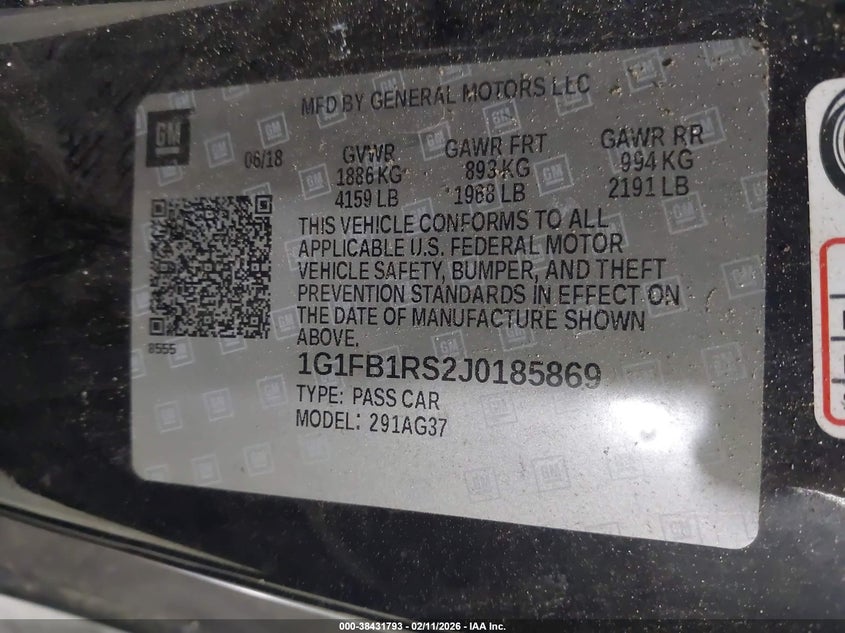 MFD BY GENERAL MOTORS LLC
GM
06/18
GVWR
1886 KG
4159 LB
GAWR FRT
893 KG
1968 LB
GAWR RR
994 KG
2191 LB
THIS VEHICLE CONFORMS TO ALL
APPLICABLE U.S. FEDERAL MOTOR
VEHICLE SAFETY, BUMPER, AND THEFT
PREVENTION STANDARDS IN EFFECT ON
THE DATE OF MANUFACTURE SHOWN
ABOVE.
8555
1G1FB1RS2J0185869
TYPE: PASS CAR
MODEL: 291AG37
000-38431793 - 02/11/2026 - IAA Inc.